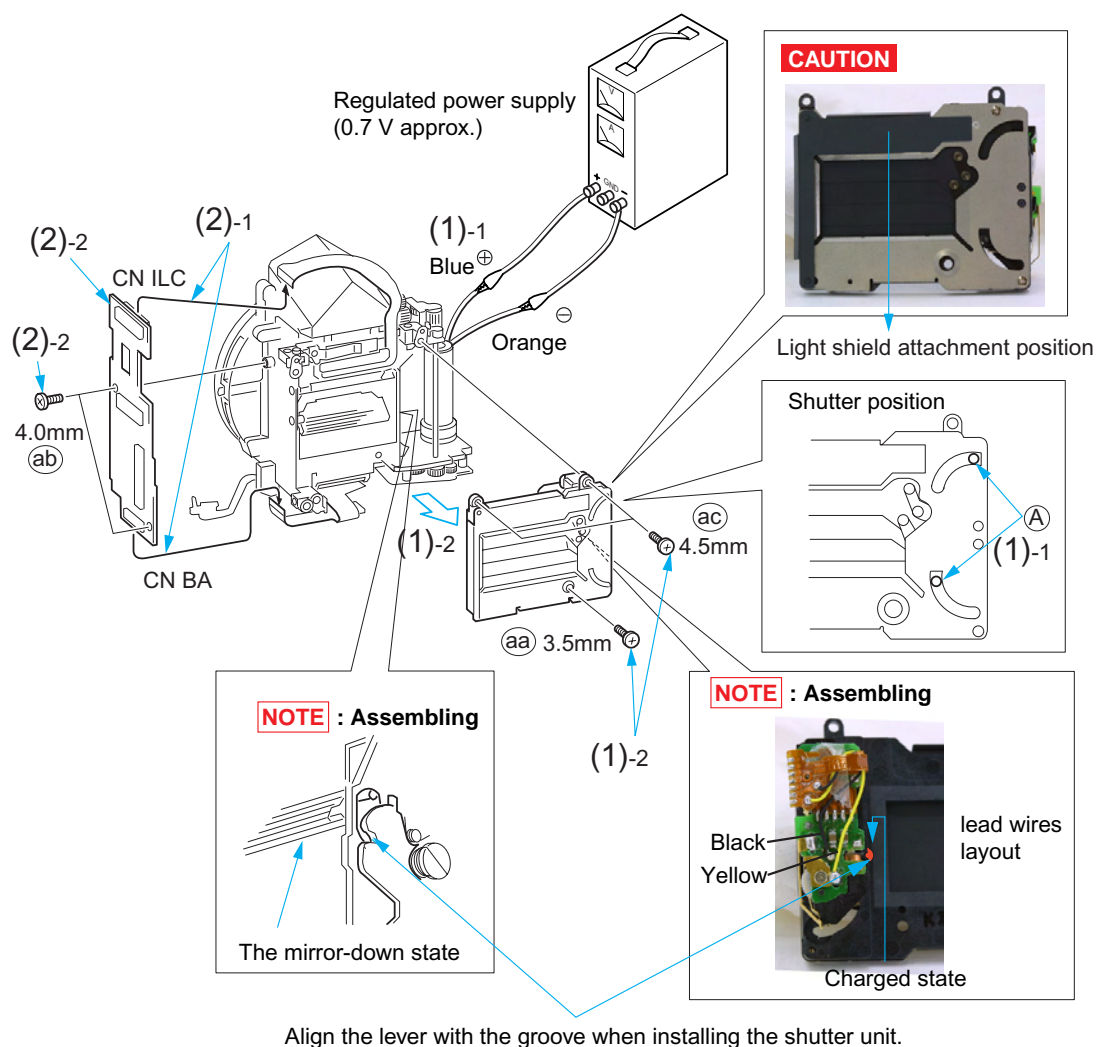 CAUTION
Regulated power supply
(0.7 V approx.)
V
A
+ GND −
(1)-1
Blue ⊕
⊖
Orange
(2)-2
(2)-1
CN ILC
(2)-2
4.0mm
ab
CN BA
Light shield attachment position
Shutter position
A
(1)-1
(1)-2
ac
4.5mm
aa 3.5mm
(1)-2
NOTE : Assembling
The mirror-down state
NOTE : Assembling
Black
Yellow
lead wires
layout
Charged state
Align the lever with the groove when installing the shutter unit.